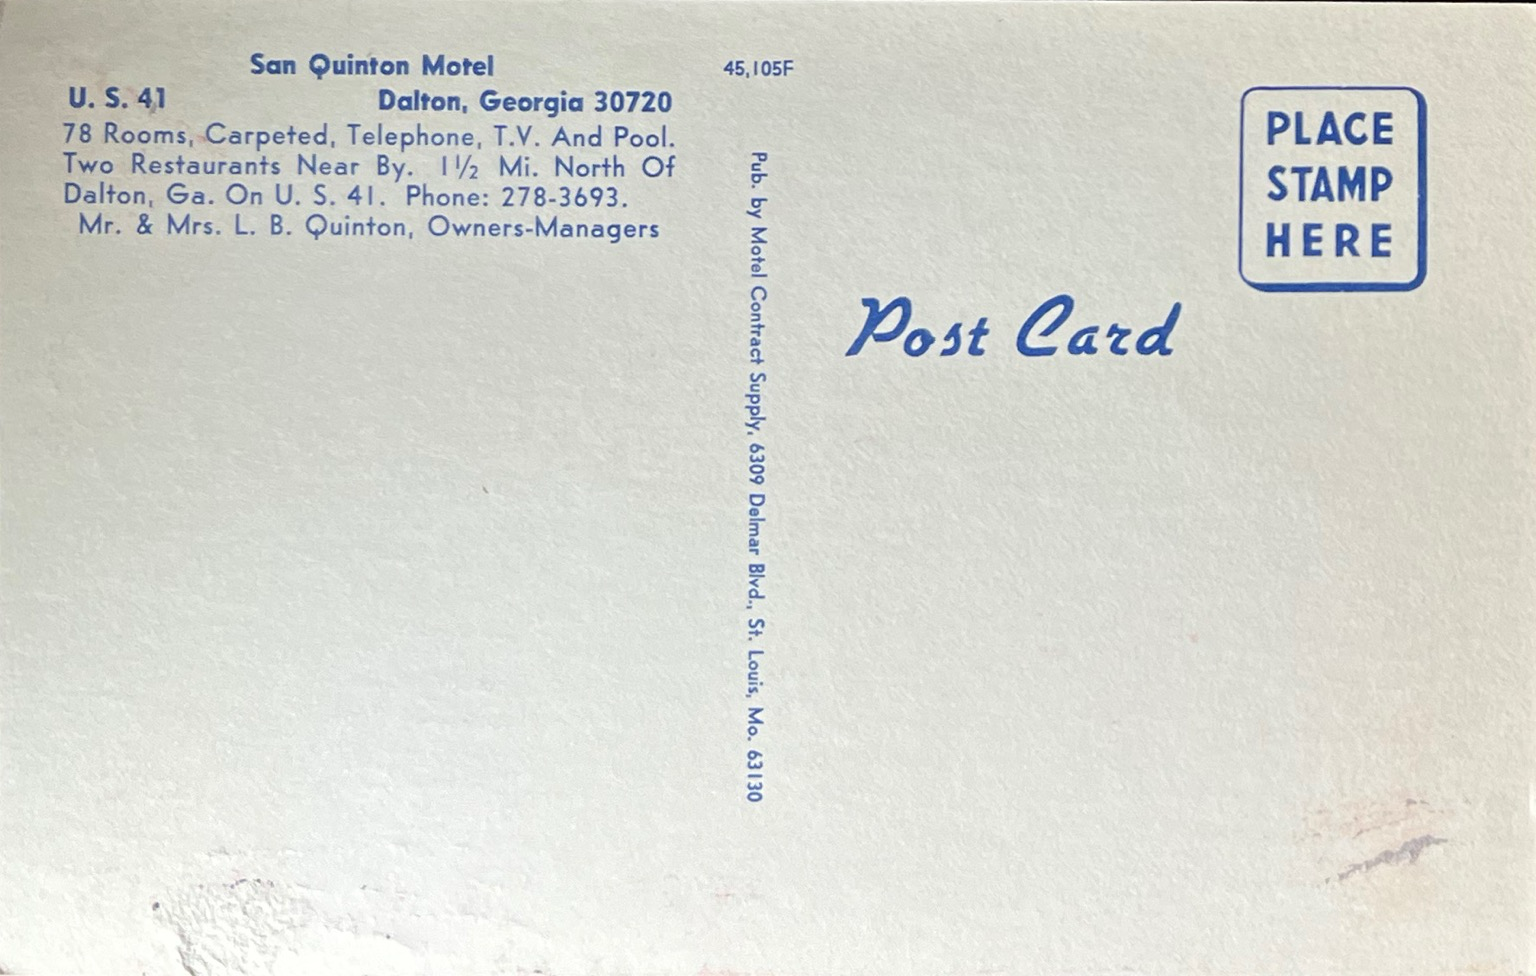 San Quinton Motel
U. S. 41 Dalton, Georgia 30720
78 Rooms, Carpeted, Telephone, T.V. And Pool.
Two Restaurants Near By. 1½ Mi. North Of
Dalton, Ga. On U. S. 41. Phone: 278-3693.
Mr. & Mrs. L. B. Quinton, Owners-Managers
45,105F
Pub. by Motel Contract Supply, 6309 Delmar Blvd., St. Louis, Mo. 63130
PLACE
STAMP
HERE
Post Card